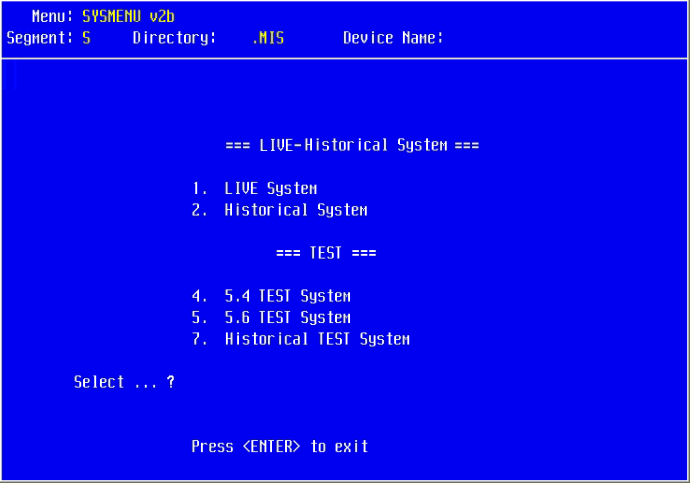 Menu: SYSMENU v2b
Segment: S Directory: .MIS Device Name:
=== LIVE-Historical System ===
1. LIVE System
2. Historical System
=== TEST ===
4. 5.4 TEST System
5. 5.6 TEST System
7. Historical TEST System
Select ... ?
Press <ENTER> to exit